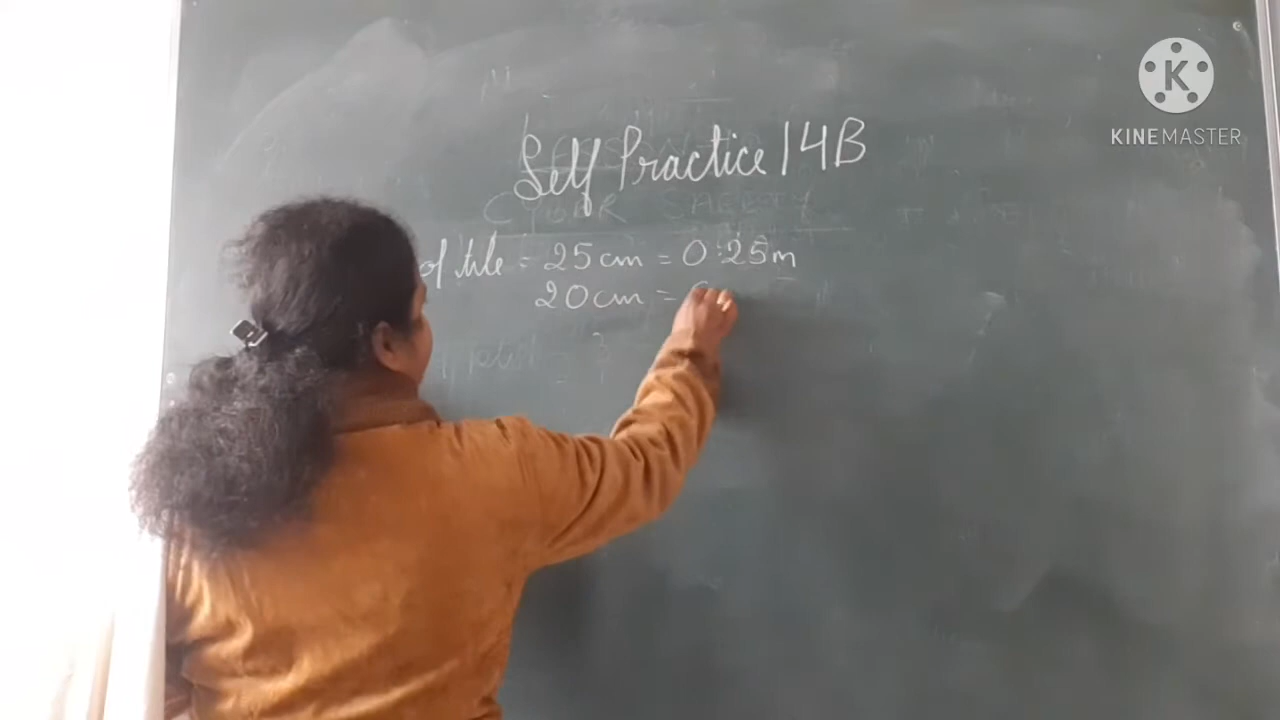 Self Practice 14B
of tile = 25 cm = 0.25 m
20 cm =
K
KINEMASTER